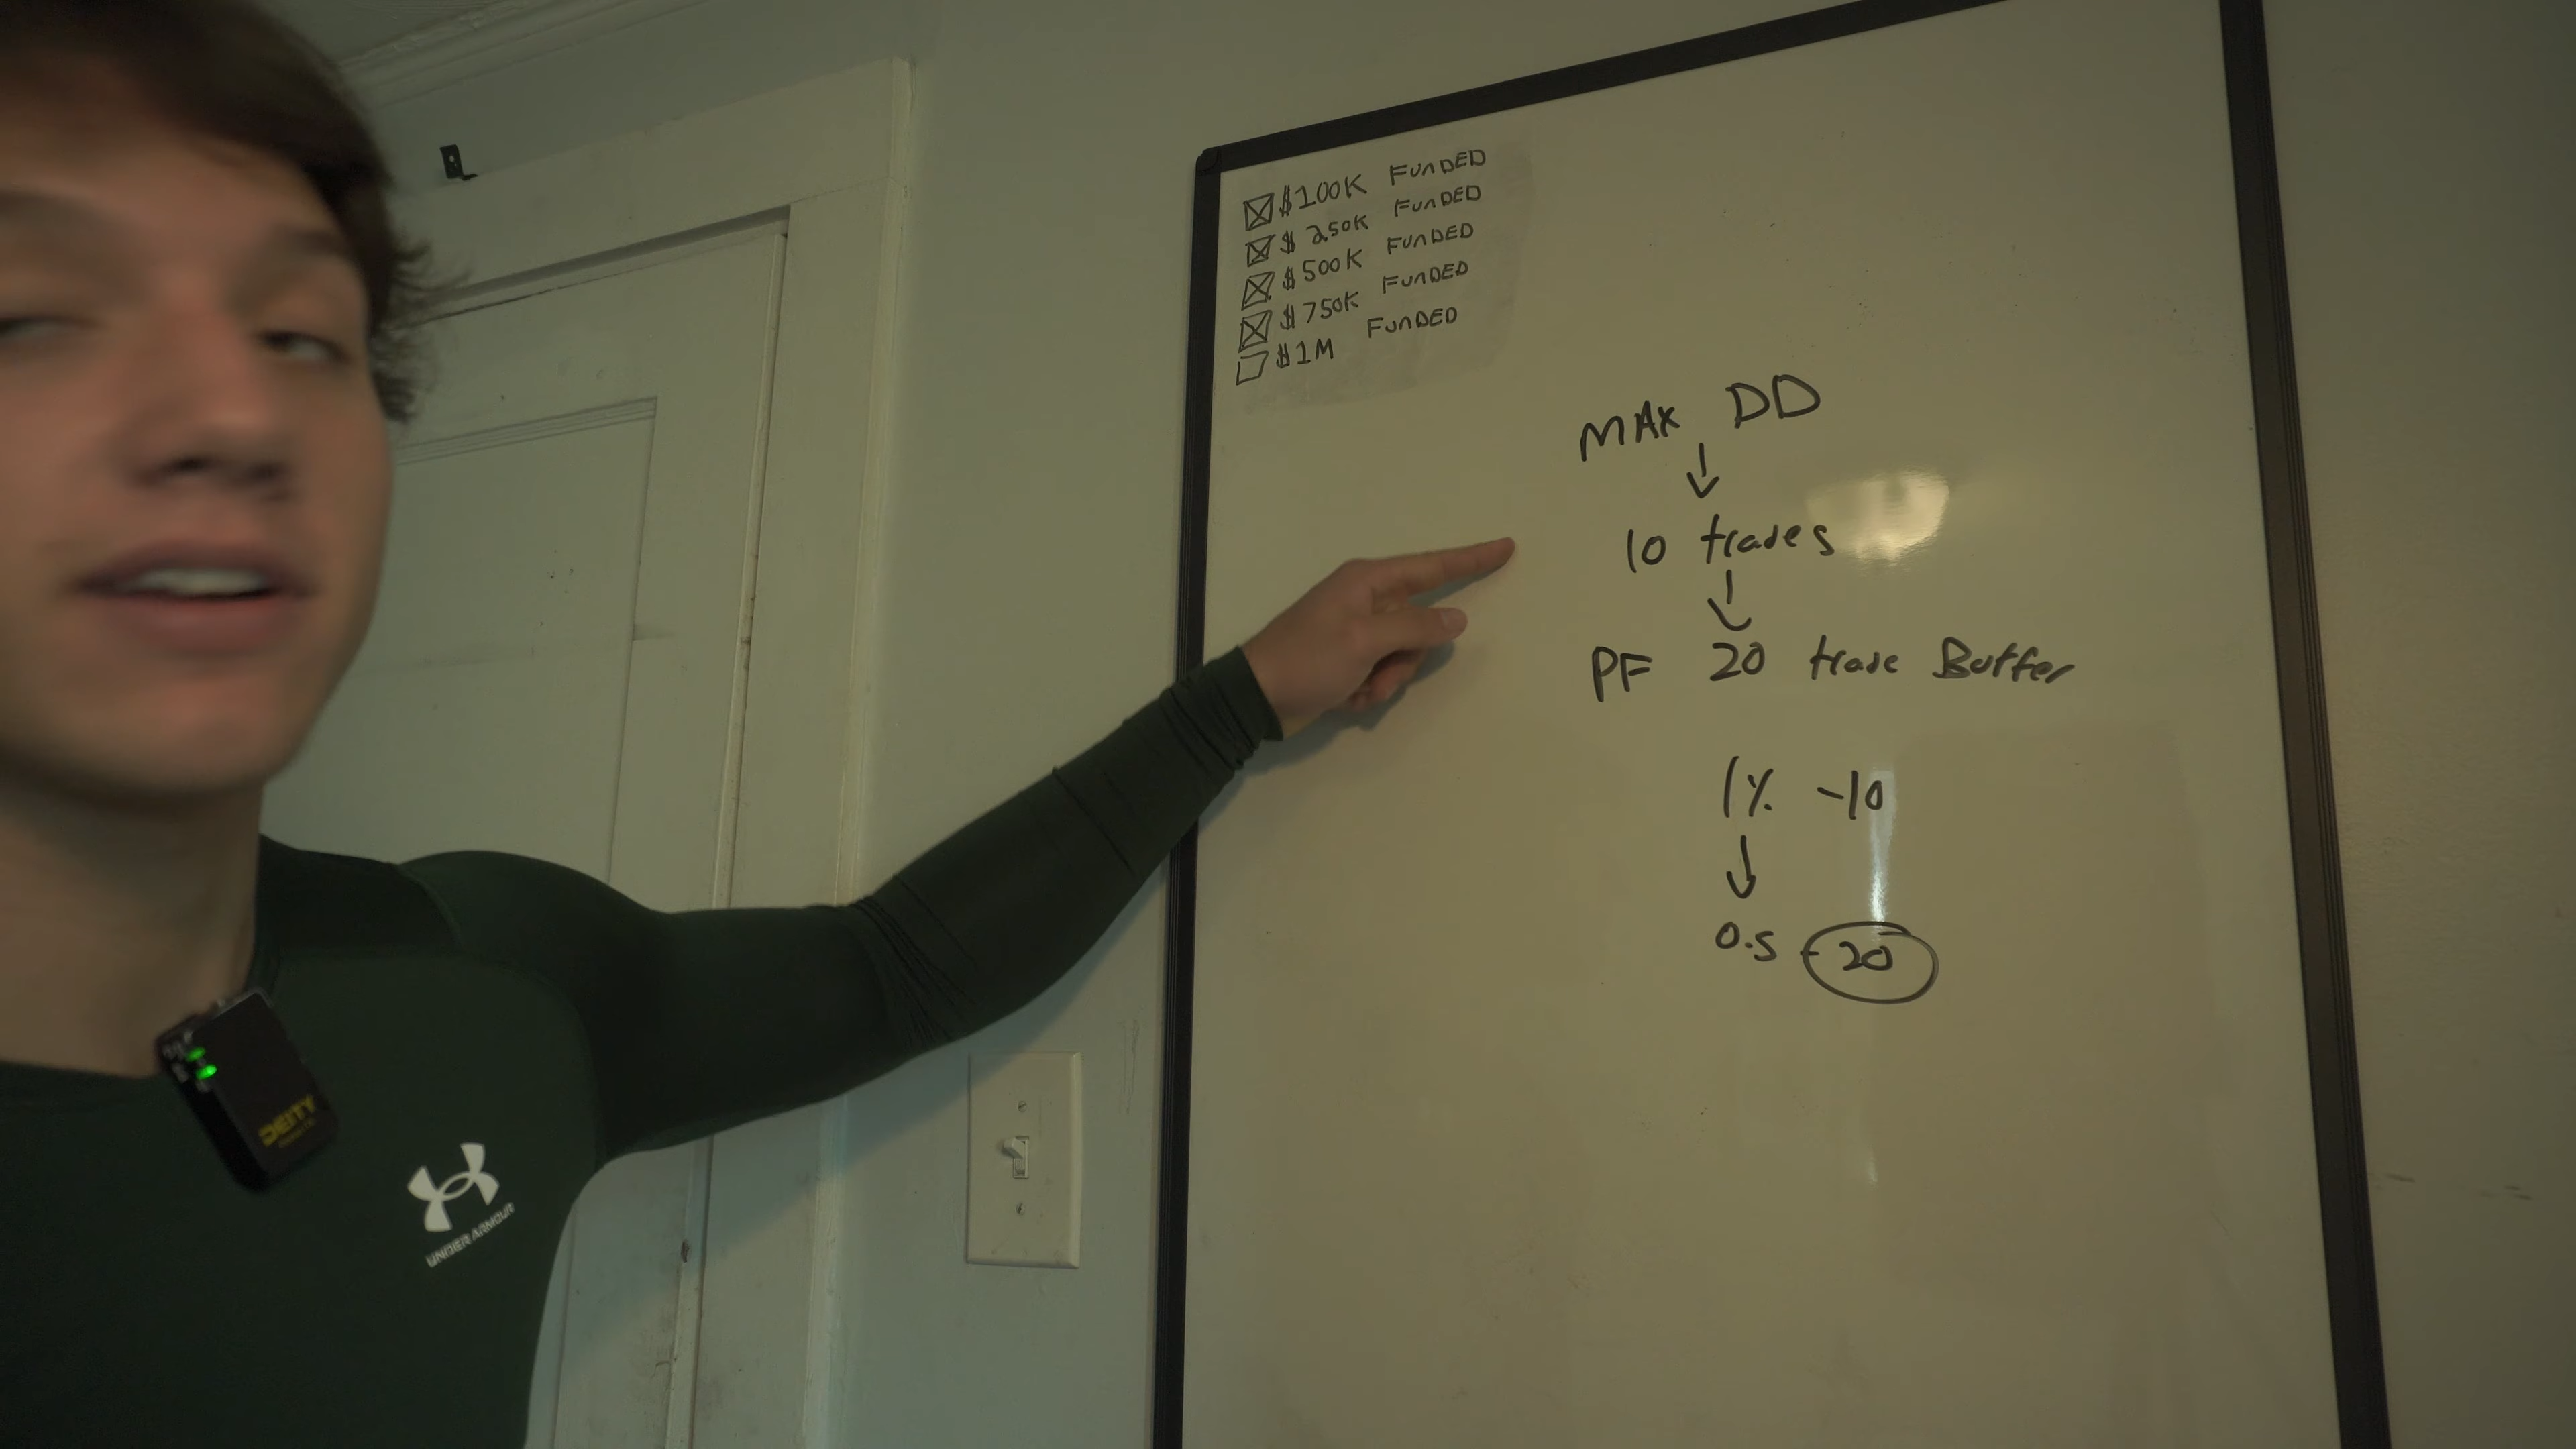 $100K FUNDED
$250K FUNDED
$500K FUNDED
$750K FUNDED
$1M FUNDED
MAX DD
10 trades
PF 20 trade Buffer
1% -10
0.5 - 20
DEITY
UNDER ARMOUR